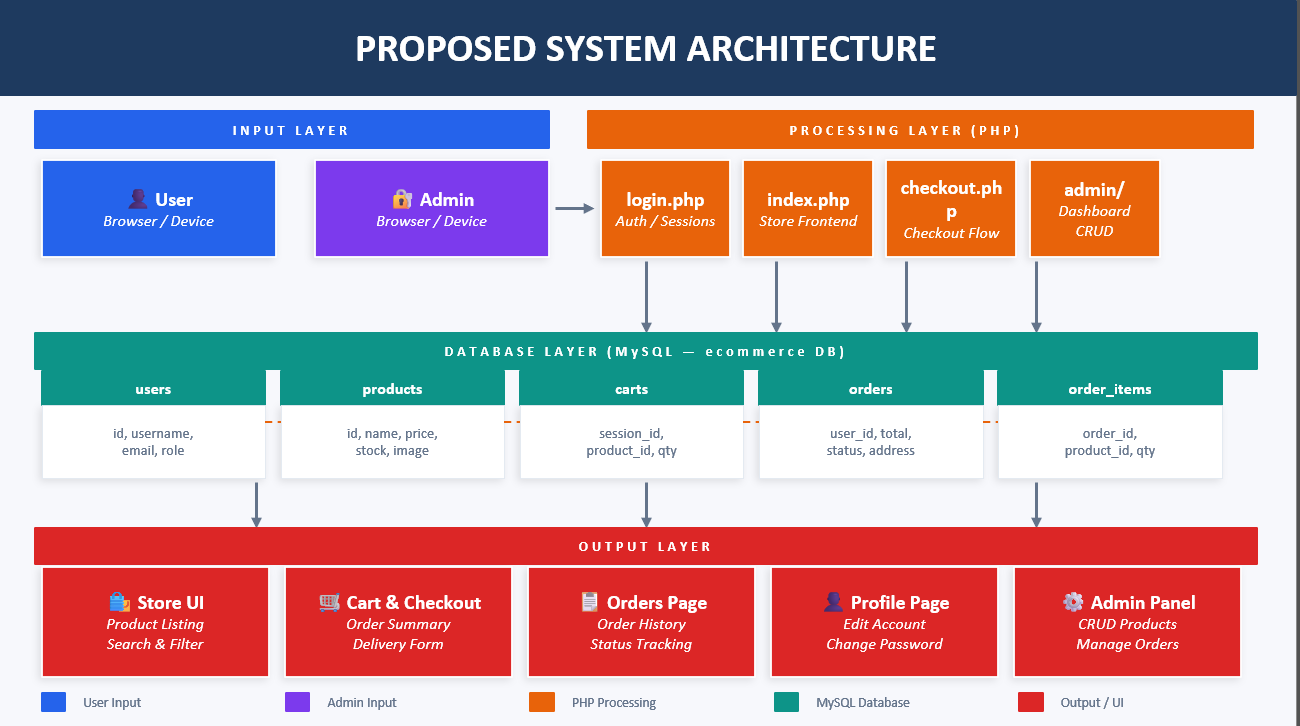 PROPOSED SYSTEM ARCHITECTURE
INPUT LAYER
PROCESSING LAYER (PHP)
User
Browser / Device
Admin
Browser / Device
login.php
Auth / Sessions
index.php
Store Frontend
checkout.ph
p
Checkout Flow
admin/
Dashboard
CRUD
DATABASE LAYER (MySQL — ecommerce DB)
users
id, username,
email, role
products
id, name, price,
stock, image
carts
session_id,
product_id, qty
orders
user_id, total,
status, address
order_items
order_id,
product_id, qty
OUTPUT LAYER
Store UI
Product Listing
Search & Filter
Cart & Checkout
Order Summary
Delivery Form
Orders Page
Order History
Status Tracking
Profile Page
Edit Account
Change Password
Admin Panel
CRUD Products
Manage Orders
User Input
Admin Input
PHP Processing
MySQL Database
Output / UI